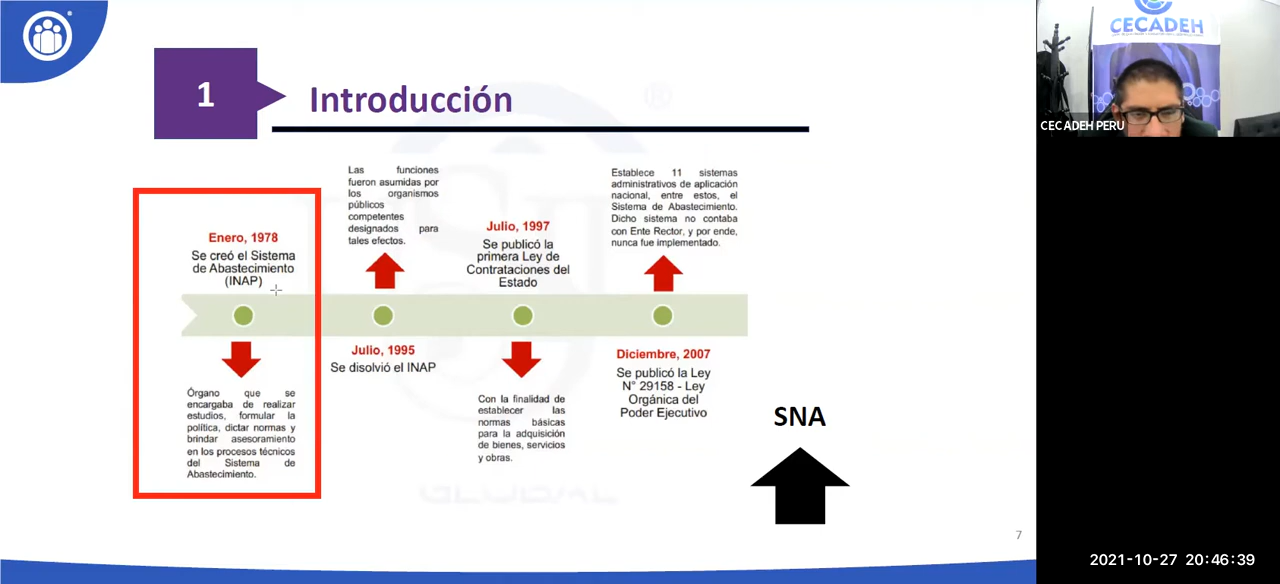 1
Introducción
Enero, 1978
Se creó el Sistema
de Abastecimiento
(INAP)
Órgano que se
encargaba de realizar
estudios, formular la
política, dictar normas y
brindar asesoramiento
en los procesos técnicos
del Sistema de
Abastecimiento.
Las funciones
fueron asumidas por
los organismos
públicos
competentes
designados para
tales efectos.
Julio, 1995
Se disolvió el INAP
Julio, 1997
Se publicó la
primera Ley de
Contrataciones del
Estado
Con la finalidad de
establecer las
normas básicas
para la adquisición
de bienes, servicios
y obras.
Establece 11 sistemas
administrativos de aplicación
nacional, entre estos, el
Sistema de Abastecimiento.
Dicho sistema no contaba
con Ente Rector, y por ende,
nunca fue implementado.
Diciembre, 2007
Se publicó la Ley
N° 29158 - Ley
Orgánica del
Poder Ejecutivo
SNA
7
CECADEH
CECADEH PERU
2021-10-27 20:46:39